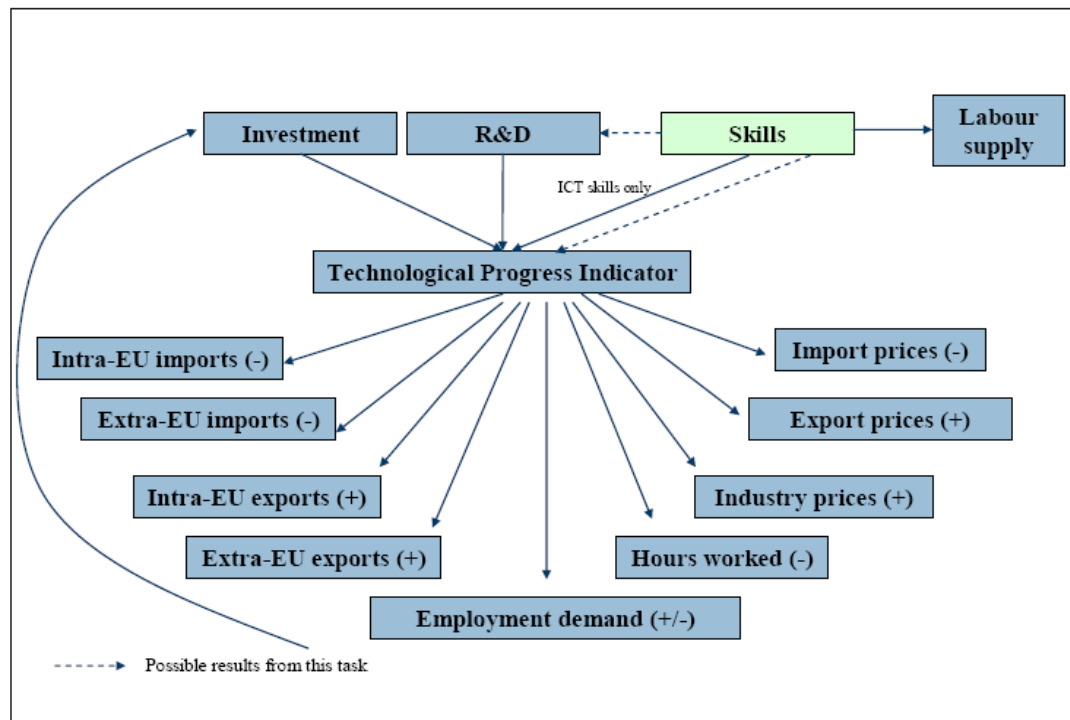 Investment
R&D
Skills
Labour
supply
ICT skills only
Technological Progress Indicator
Intra-EU imports (-)
Import prices (-)
Extra-EU imports (-)
Export prices (+)
Intra-EU exports (+)
Industry prices (+)
Extra-EU exports (+)
Hours worked (-)
Employment demand (+/-)
Possible results from this task